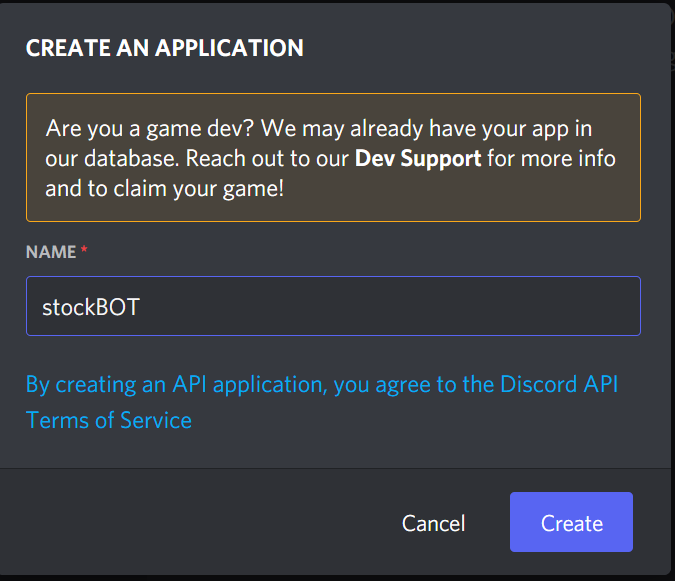 CREATE AN APPLICATION
Are you a game dev? We may already have your app in
our database. Reach out to our Dev Support for more info
and to claim your game!
NAME *
stockBOT
By creating an API application, you agree to the Discord API
Terms of Service
Cancel
Create